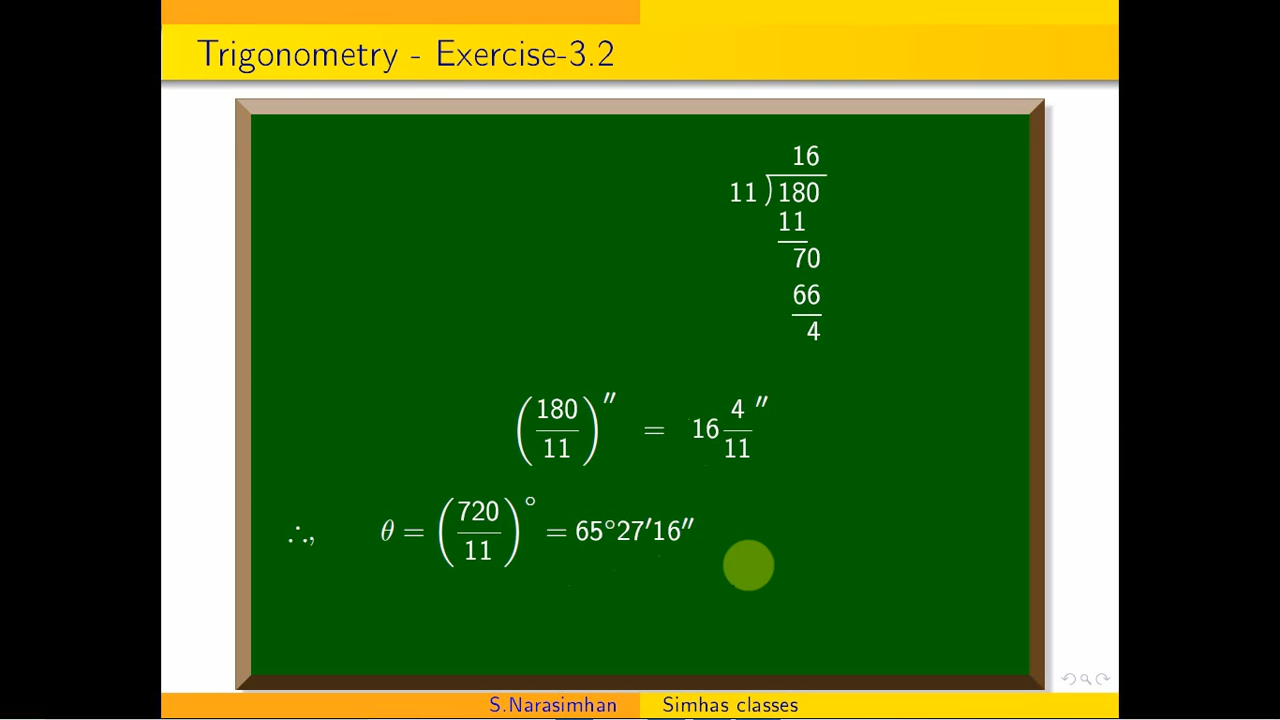 Trigonometry - Exercise-3.2
16
11 ) 180
11
70
66
4
(180/11)″ = 16 4/11″
∴, θ = (720/11)° = 65°27′16″
S.Narasimhan Simhas classes